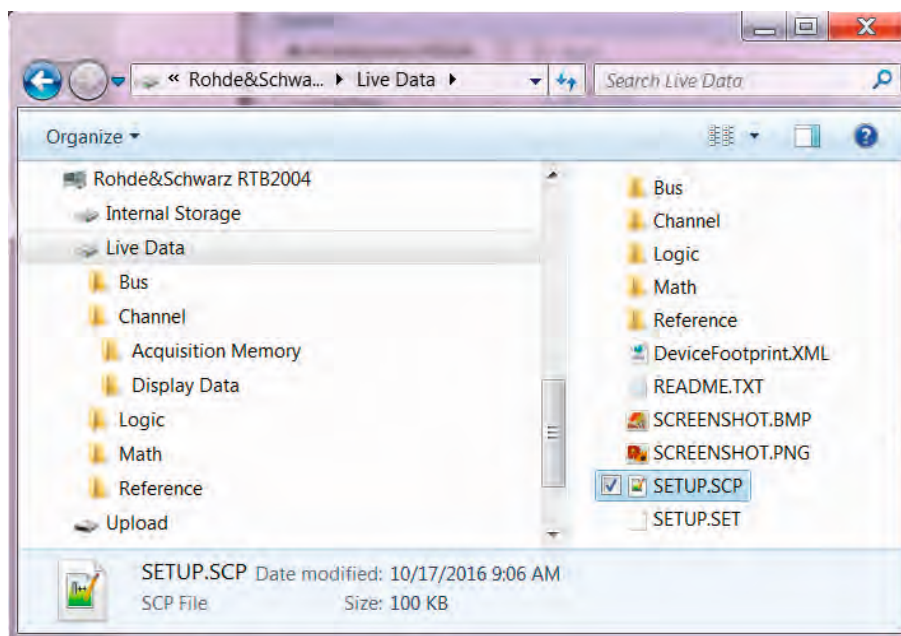 « Rohde&Schwa... Live Data
Search Live Data
Organize
Rohde&Schwarz RTB2004
Internal Storage
Live Data
Bus
Channel
Acquisition Memory
Display Data
Logic
Math
Reference
Upload
Bus
Channel
Logic
Math
Reference
DeviceFootprint.XML
README.TXT
SCREENSHOT.BMP
SCREENSHOT.PNG
SETUP.SCP
SETUP.SET
SETUP.SCP Date modified: 10/17/2016 9:06 AM
SCP File Size: 100 KB